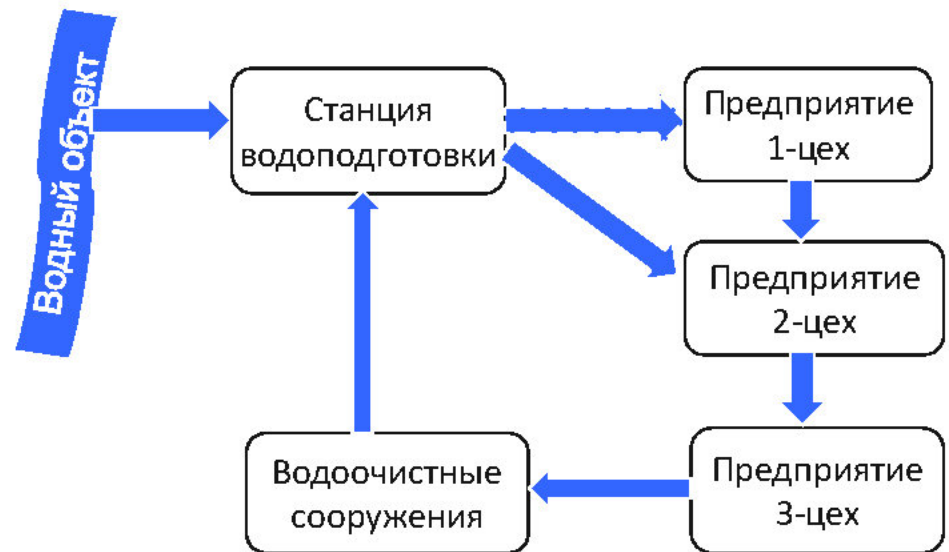 Водный объект
Станция
водоподготовки
Предприятие
1-цех
Предприятие
2-цех
Водоочистные
сооружения
Предприятие
3-цех